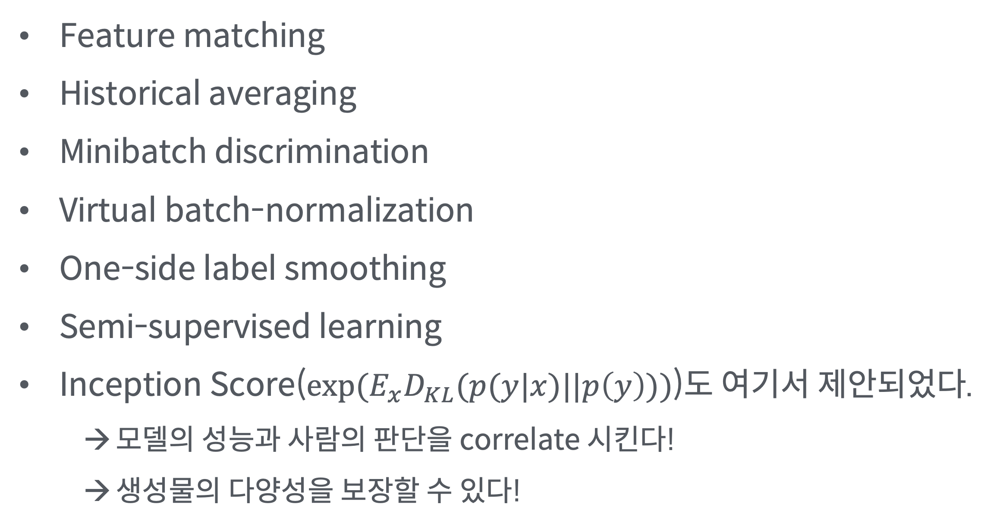 • Feature matching
• Historical averaging
• Minibatch discrimination
• Virtual batch-normalization
• One-side label smoothing
• Semi-supervised learning
• Inception Score(exp(E_x D_{KL}(p(y|x)||p(y))))도 여기서 제안되었다.
→ 모델의 성능과 사람의 판단을 correlate 시킨다!
→ 생성물의 다양성을 보장할 수 있다!